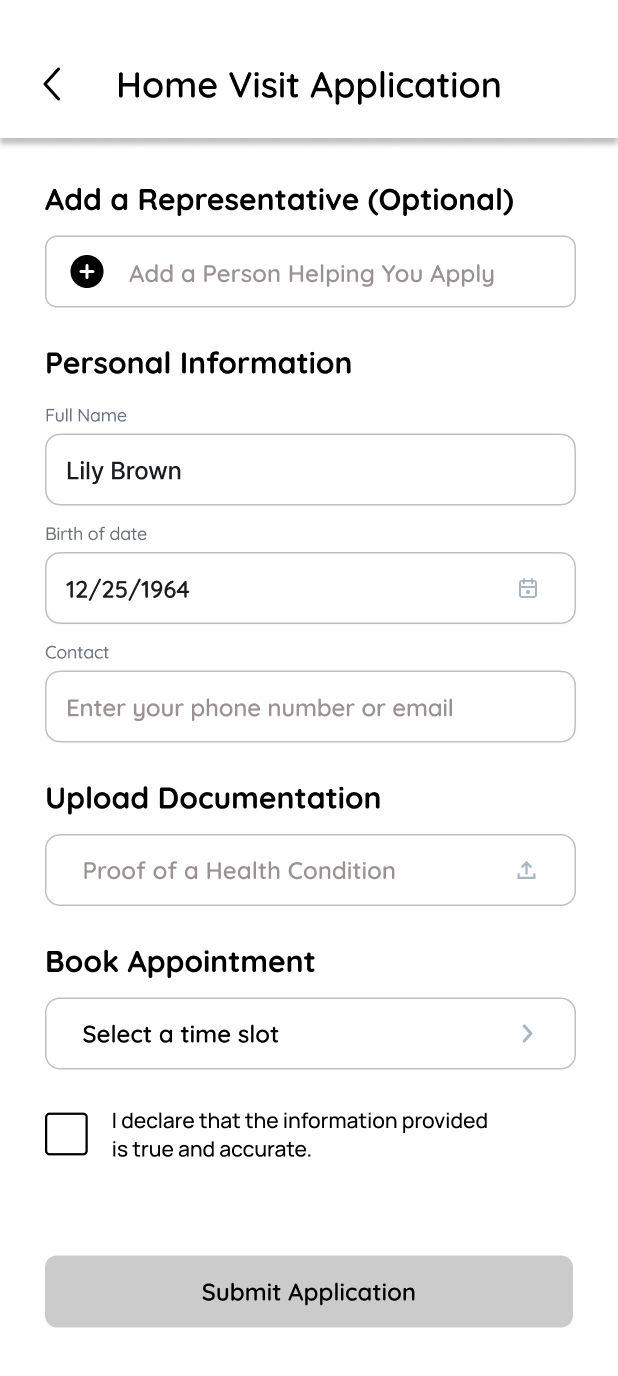 Home Visit Application
Add a Representative (Optional)
Add a Person Helping You Apply
Personal Information
Full Name
Lily Brown
Birth of date
12/25/1964
Contact
Enter your phone number or email
Upload Documentation
Proof of a Health Condition
Book Appointment
Select a time slot
I declare that the information provided
is true and accurate.
Submit Application